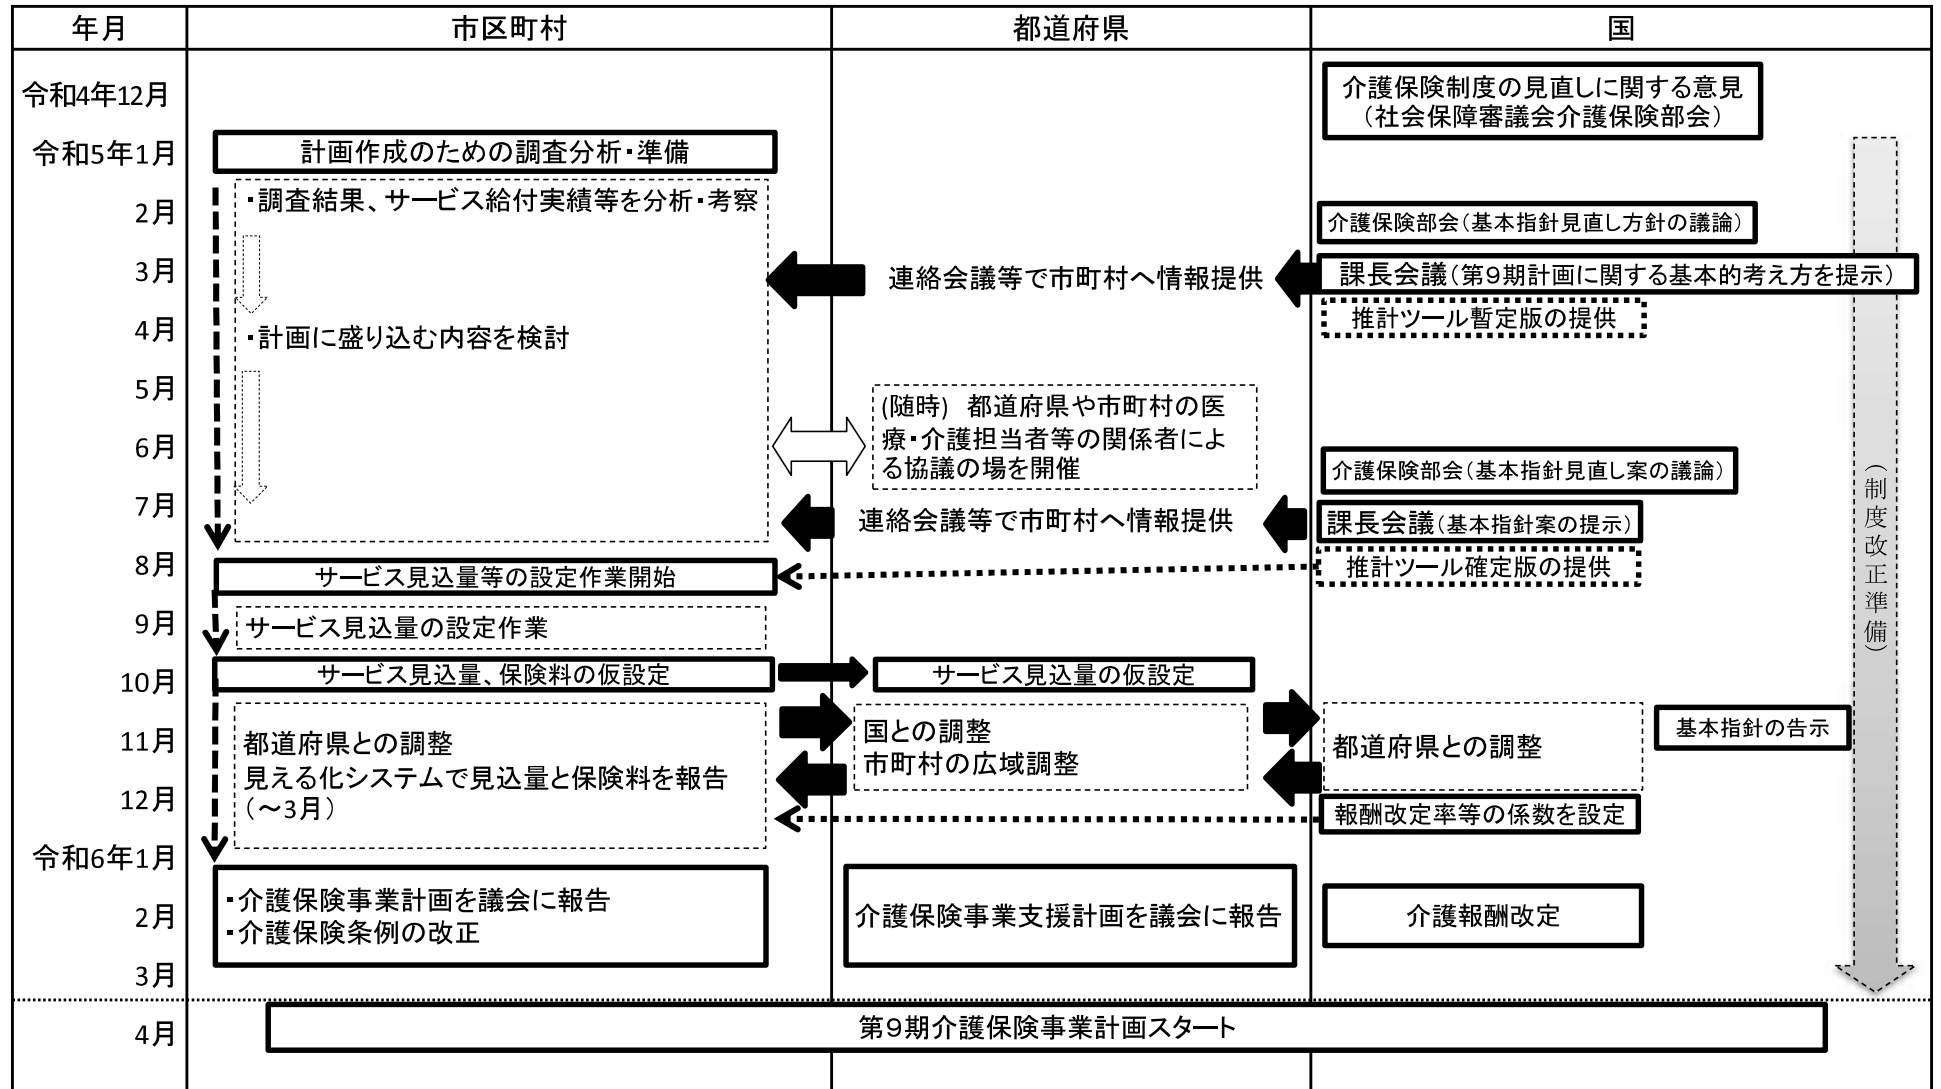 年月
市区町村
都道府県
国
令和4年12月
介護保険制度の見直しに関する意見
（社会保障審議会介護保険部会）
令和5年1月
計画作成のための調査分析・準備
2月
・調査結果、サービス給付実績等を分析・考察
介護保険部会（基本指針見直し方針の議論）
3月
連絡会議等で市町村へ情報提供
課長会議（第９期計画に関する基本的考え方を提示）
4月
・計画に盛り込む内容を検討
推計ツール暫定版の提供
5月
(随時)　都道府県や市町村の医
療・介護担当者等の関係者によ
る協議の場を開催
6月
介護保険部会（基本指針見直し案の議論）
7月
連絡会議等で市町村へ情報提供
課長会議（基本指針案の提示）
（制度改正準備）
8月
サービス見込量等の設定作業開始
推計ツール確定版の提供
9月
サービス見込量の設定作業
10月
サービス見込量、保険料の仮設定
サービス見込量の仮設定
11月
都道府県との調整
見える化システムで見込量と保険料を報告
（～3月）
国との調整
市町村の広域調整
都道府県との調整
基本指針の告示
12月
報酬改定率等の係数を設定
令和6年1月
・介護保険事業計画を議会に報告
・介護保険条例の改正
2月
介護保険事業支援計画を議会に報告
介護報酬改定
3月
4月
第９期介護保険事業計画スタート